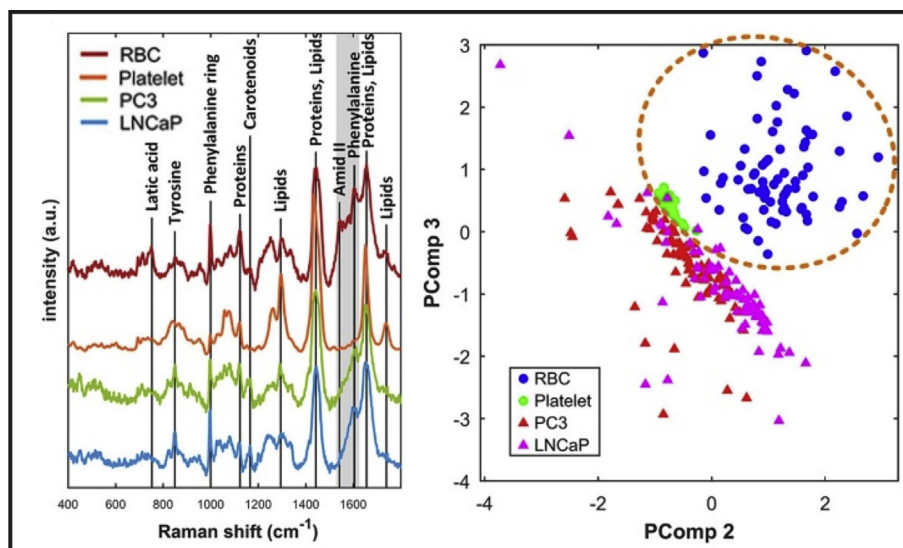 RBC
Platelet
PC3
LNCaP
Latic acid
Tyrosine
Phenylalanine ring
Proteins
Carotenoids
Lipids
Proteins, Lipids
Amid II
Phenylalanine
Proteins, Lipids
Lipids
intensity (a.u.)
400 600 800 1000 1200 1400 1600
Raman shift (cm-1)
3
2
1
0
-1
-2
-3
-4
PComp 3
RBC
Platelet
PC3
LNCaP
-4 -2 0 2
PComp 2